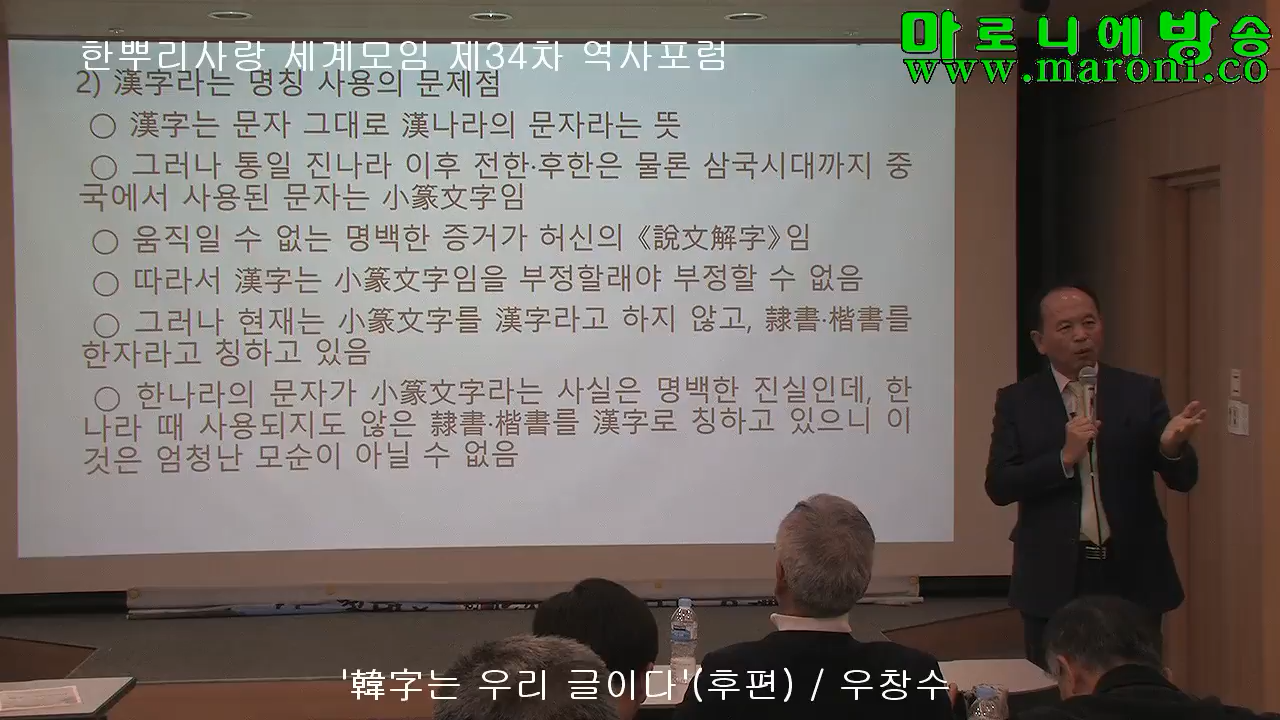 마로니에방송
www.maroni.co
한뿌리사랑 세계모임 제34차 역사포럼
2) 漢字라는 명칭 사용의 문제점
○ 漢字는 문자 그대로 漢나라의 문자라는 뜻
○ 그러나 통일 진나라 이후 전한·후한은 물론 삼국시대까지 중
국에서 사용된 문자는 小篆文字임
○ 움직일 수 없는 명백한 증거가 허신의 《說文解字》임
○ 따라서 漢字는 小篆文字임을 부정할래야 부정할 수 없음
○ 그러나 현재는 小篆文字를 漢字라고 하지 않고, 隸書·楷書를
한자라고 칭하고 있음
○ 한나라의 문자가 小篆文字라는 사실은 명백한 진실인데, 한
나라 때 사용되지도 않은 隸書·楷書를 漢字로 칭하고 있으니 이
것은 엄청난 모순이 아닐 수 없음
'韓字는 우리 글이다'(후편) / 우창수